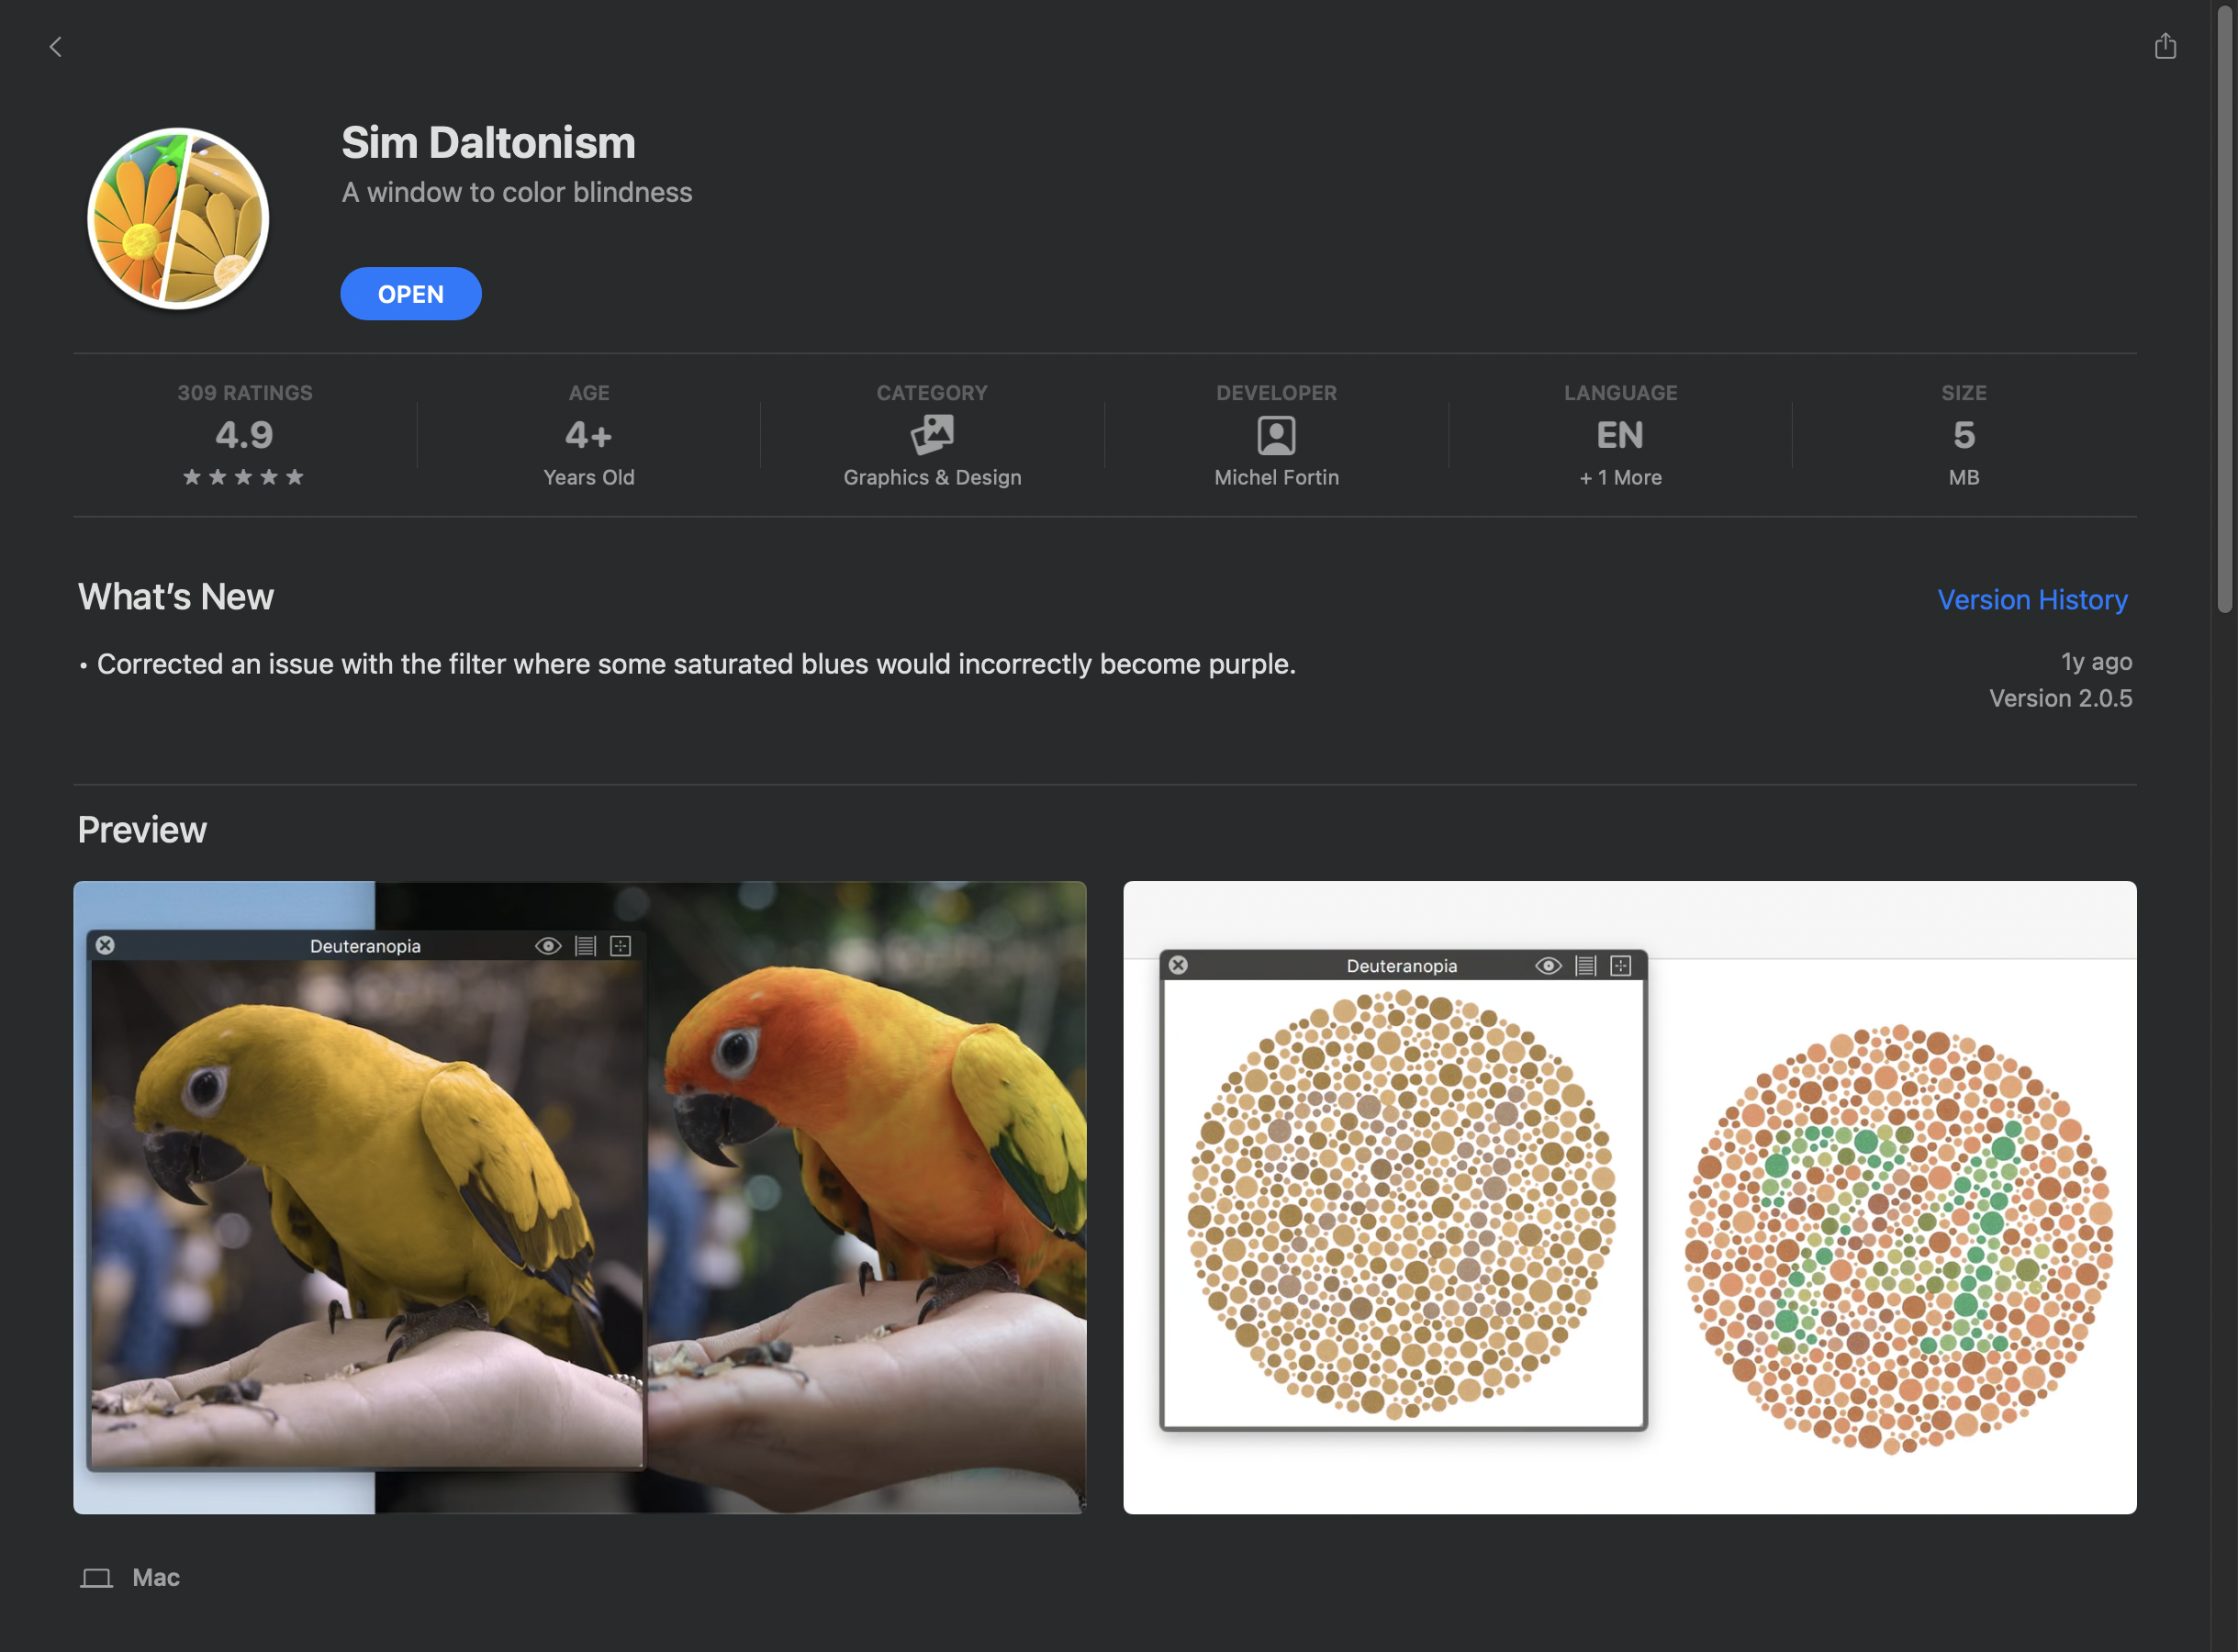 Sim Daltonism
A window to color blindness
OPEN
309 RATINGS
4.9
AGE
4+
Years Old
CATEGORY
Graphics & Design
DEVELOPER
Michel Fortin
LANGUAGE
EN
+ 1 More
SIZE
5
MB
What’s New
Version History
• Corrected an issue with the filter where some saturated blues would incorrectly become purple.
1y ago
Version 2.0.5
Preview
Deuteranopia
Deuteranopia
Mac